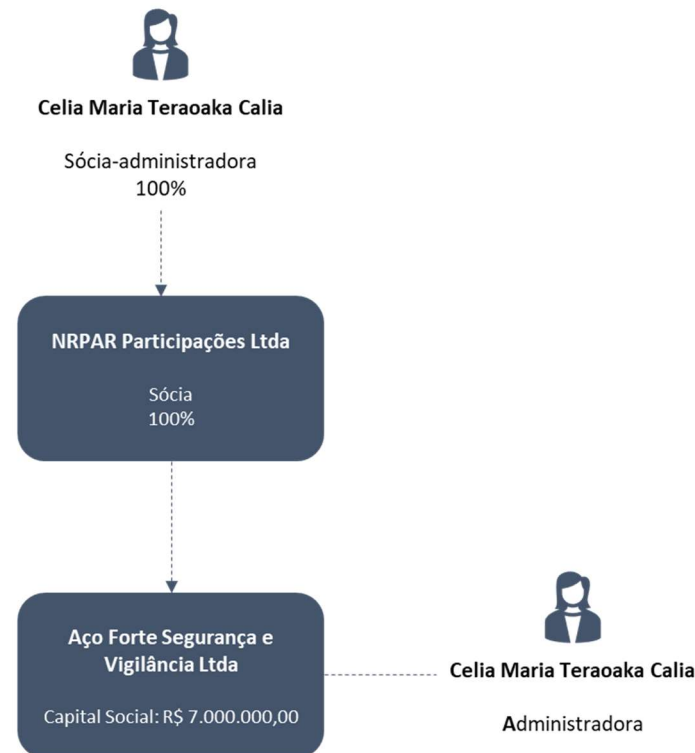 Celia Maria Teraoaka Calia
Sócia-administradora
100%
NRPAR Participações Ltda
Sócia
100%
Aço Forte Segurança e
Vigilância Ltda
Capital Social: R$ 7.000.000,00
Celia Maria Teraoaka Calia
Administradora